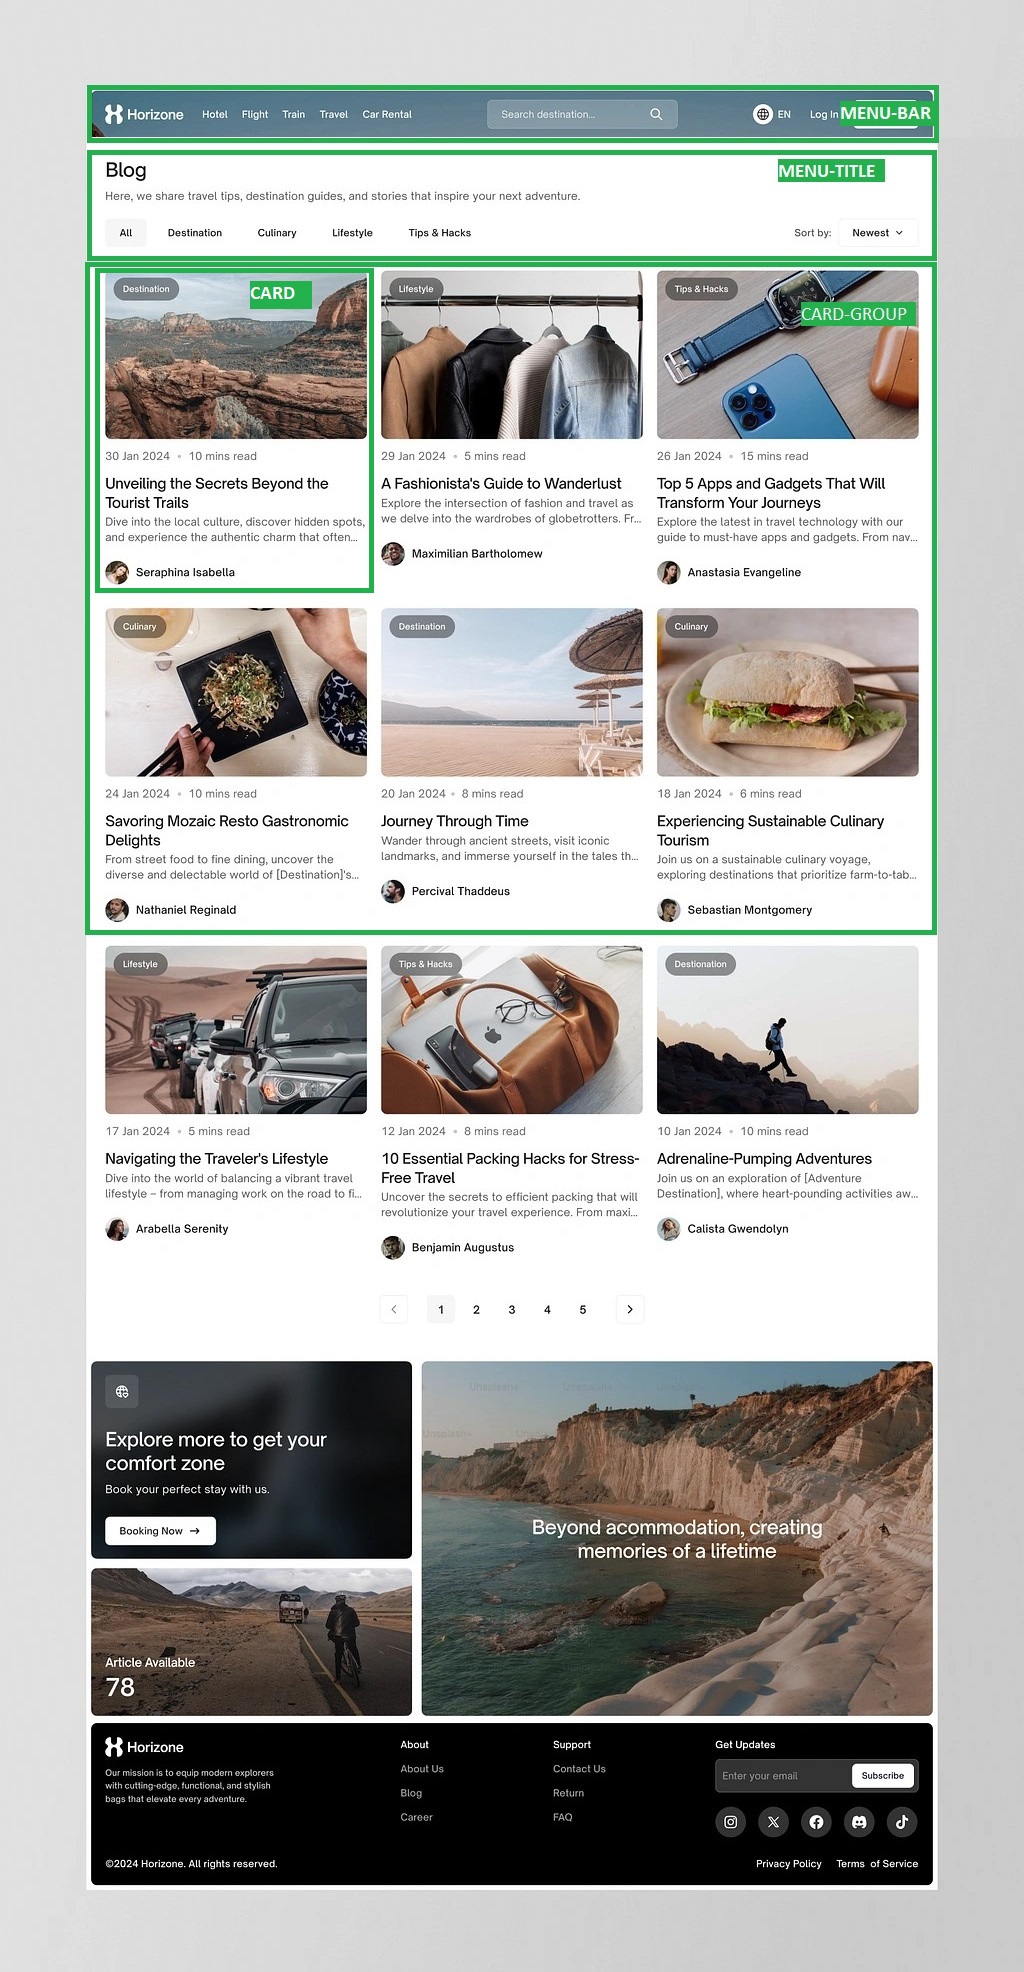 Horizone
Hotel Flight Train Travel Car Rental
Search destination...
EN
Log In
MENU-BAR
Blog
MENU-TITLE
Here, we share travel tips, destination guides, and stories that inspire your next adventure.
All Destination Culinary Lifestyle Tips & Hacks
Sort by: Newest
Destination
CARD
Lifestyle
Tips & Hacks
CARD-GROUP
30 Jan 2024 • 10 mins read
Unveiling the Secrets Beyond the
Tourist Trails
Dive into the local culture, discover hidden spots,
and experience the authentic charm that often...
Seraphina Isabella
29 Jan 2024 • 5 mins read
A Fashionista's Guide to Wanderlust
Explore the intersection of fashion and travel as
we delve into the wardrobes of globetrotters. Fr...
Maximilian Bartholomew
26 Jan 2024 • 15 mins read
Top 5 Apps and Gadgets That Will
Transform Your Journeys
Explore the latest in travel technology with our
guide to must-have apps and gadgets. From nav...
Anastasia Evangeline
Culinary
24 Jan 2024 • 10 mins read
Savoring Mozaic Resto Gastronomic
Delights
From street food to fine dining, uncover the
diverse and delectable world of [Destination]'s...
Nathaniel Reginald
Destination
20 Jan 2024 • 8 mins read
Journey Through Time
Wander through ancient streets, visit iconic
landmarks, and immerse yourself in the tales th...
Percival Thaddeus
Culinary
18 Jan 2024 • 6 mins read
Experiencing Sustainable Culinary
Tourism
Join us on a sustainable culinary voyage,
exploring destinations that prioritize farm-to-tab...
Sebastian Montgomery
Lifestyle
17 Jan 2024 • 5 mins read
Navigating the Traveler's Lifestyle
Dive into the world of balancing a vibrant travel
lifestyle – from managing work on the road to fi...
Arabella Serenity
Tips & Hacks
12 Jan 2024 • 8 mins read
10 Essential Packing Hacks for Stress-
Free Travel
Uncover the secrets to efficient packing that will
revolutionize your travel experience. From maxi...
Benjamin Augustus
Destionation
10 Jan 2024 • 10 mins read
Adrenaline-Pumping Adventures
Join us on an exploration of [Adventure
Destination], where heart-pounding activities aw...
Calista Gwendolyn
1 2 3 4 5
Explore more to get your
comfort zone
Book your perfect stay with us.
Booking Now
Article Available
78
Unsplash+
Unsplash+
Unsplash+
Unsplash+
Unsplash+
Beyond acommodation, creating
memories of a lifetime
Horizone
Our mission is to equip modern explorers
with cutting-edge, functional, and stylish
bags that elevate every adventure.
About
About Us
Blog
Career
Support
Contact Us
Return
FAQ
Get Updates
Enter your email
Subscribe
©2024 Horizone. All rights reserved.
Privacy Policy Terms of Service